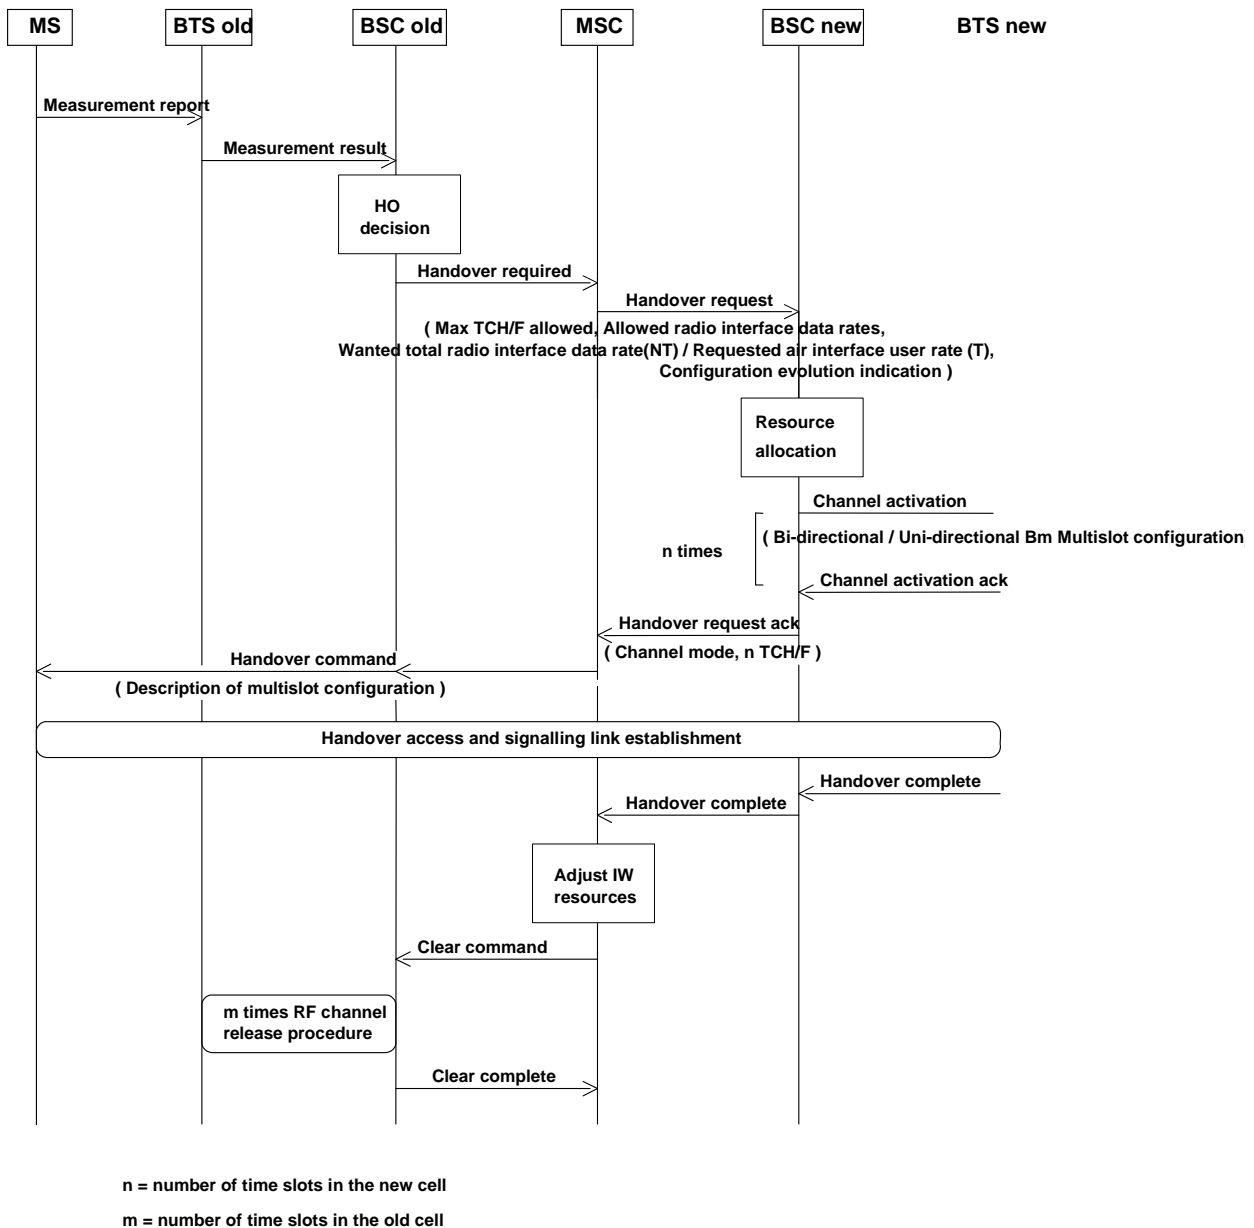 MS BTS old BSC old MSC BSC new BTS new
Measurement report
Measurement result
HO
decision
Handover required
Handover request
( Max TCH/F allowed, Allowed radio interface data rates,
Wanted total radio interface data rate(NT) / Requested air interface user rate (T),
Configuration evolution indication )
Resource
allocation
Channel activation
( Bi-directional / Uni-directional Bm Multislot configuration
n times
Channel activation ack
Handover request ack
( Channel mode, n TCH/F )
Handover command
( Description of multislot configuration )
Handover access and signalling link establishment
Handover complete
Handover complete
Adjust IW
resources
Clear command
m times RF channel
release procedure
Clear complete
n = number of time slots in the new cell
m = number of time slots in the old cell